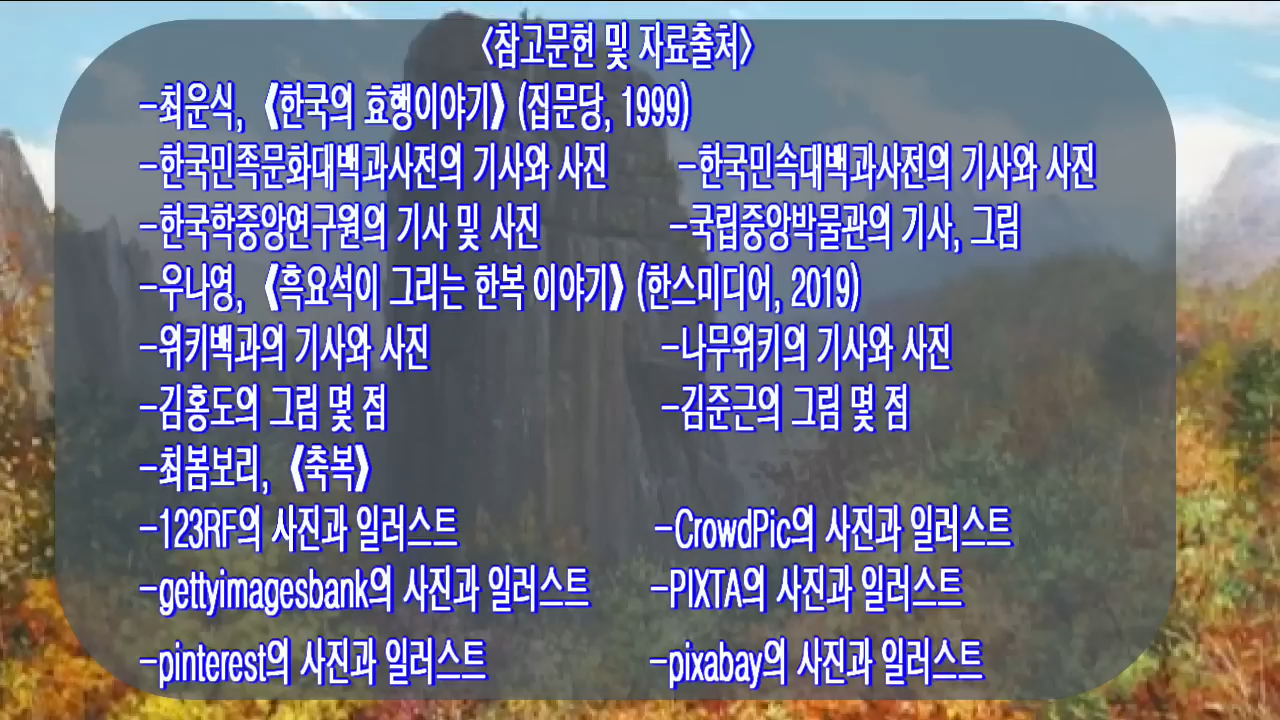 〈참고문헌 및 자료출처〉
-최운식, 《한국의 효행이야기》(집문당, 1999)
-한국민족문화대백과사전의 기사와 사진 -한국민속대백과사전의 기사와 사진
-한국학중앙연구원의 기사 및 사진 -국립중앙박물관의 기사, 그림
-우나영, 《흑요석이 그리는 한복 이야기》(한스미디어, 2019)
-위키백과의 기사와 사진 -나무위키의 기사와 사진
-김홍도의 그림 몇 점 -김준근의 그림 몇 점
-최봄보리, 《축복》
-123RF의 사진과 일러스트 -CrowdPic의 사진과 일러스트
-gettyimagesbank의 사진과 일러스트 -PIXTA의 사진과 일러스트
-pinterest의 사진과 일러스트 -pixabay의 사진과 일러스트